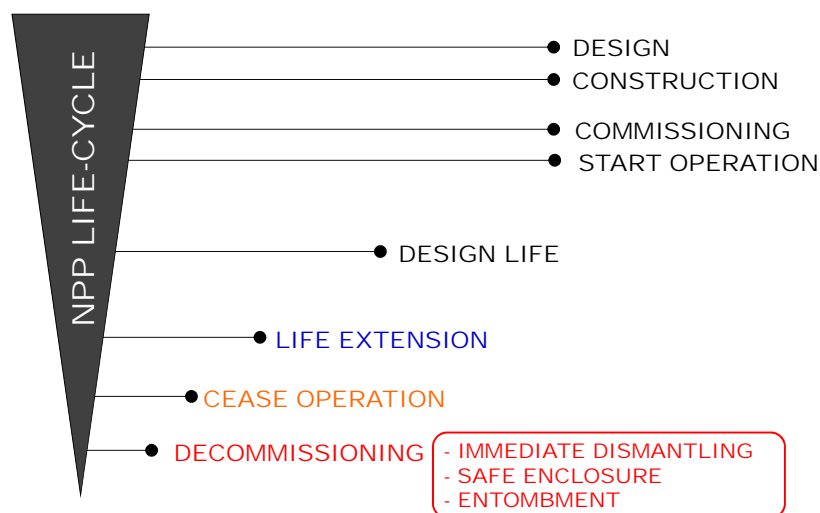 NPP LIFE-CYCLE
DESIGN
CONSTRUCTION
COMMISSIONING
START OPERATION
DESIGN LIFE
LIFE EXTENSION
CEASE OPERATION
DECOMMISSIONING
- IMMEDIATE DISMANTLING
- SAFE ENCLOSURE
- ENTOMBMENT